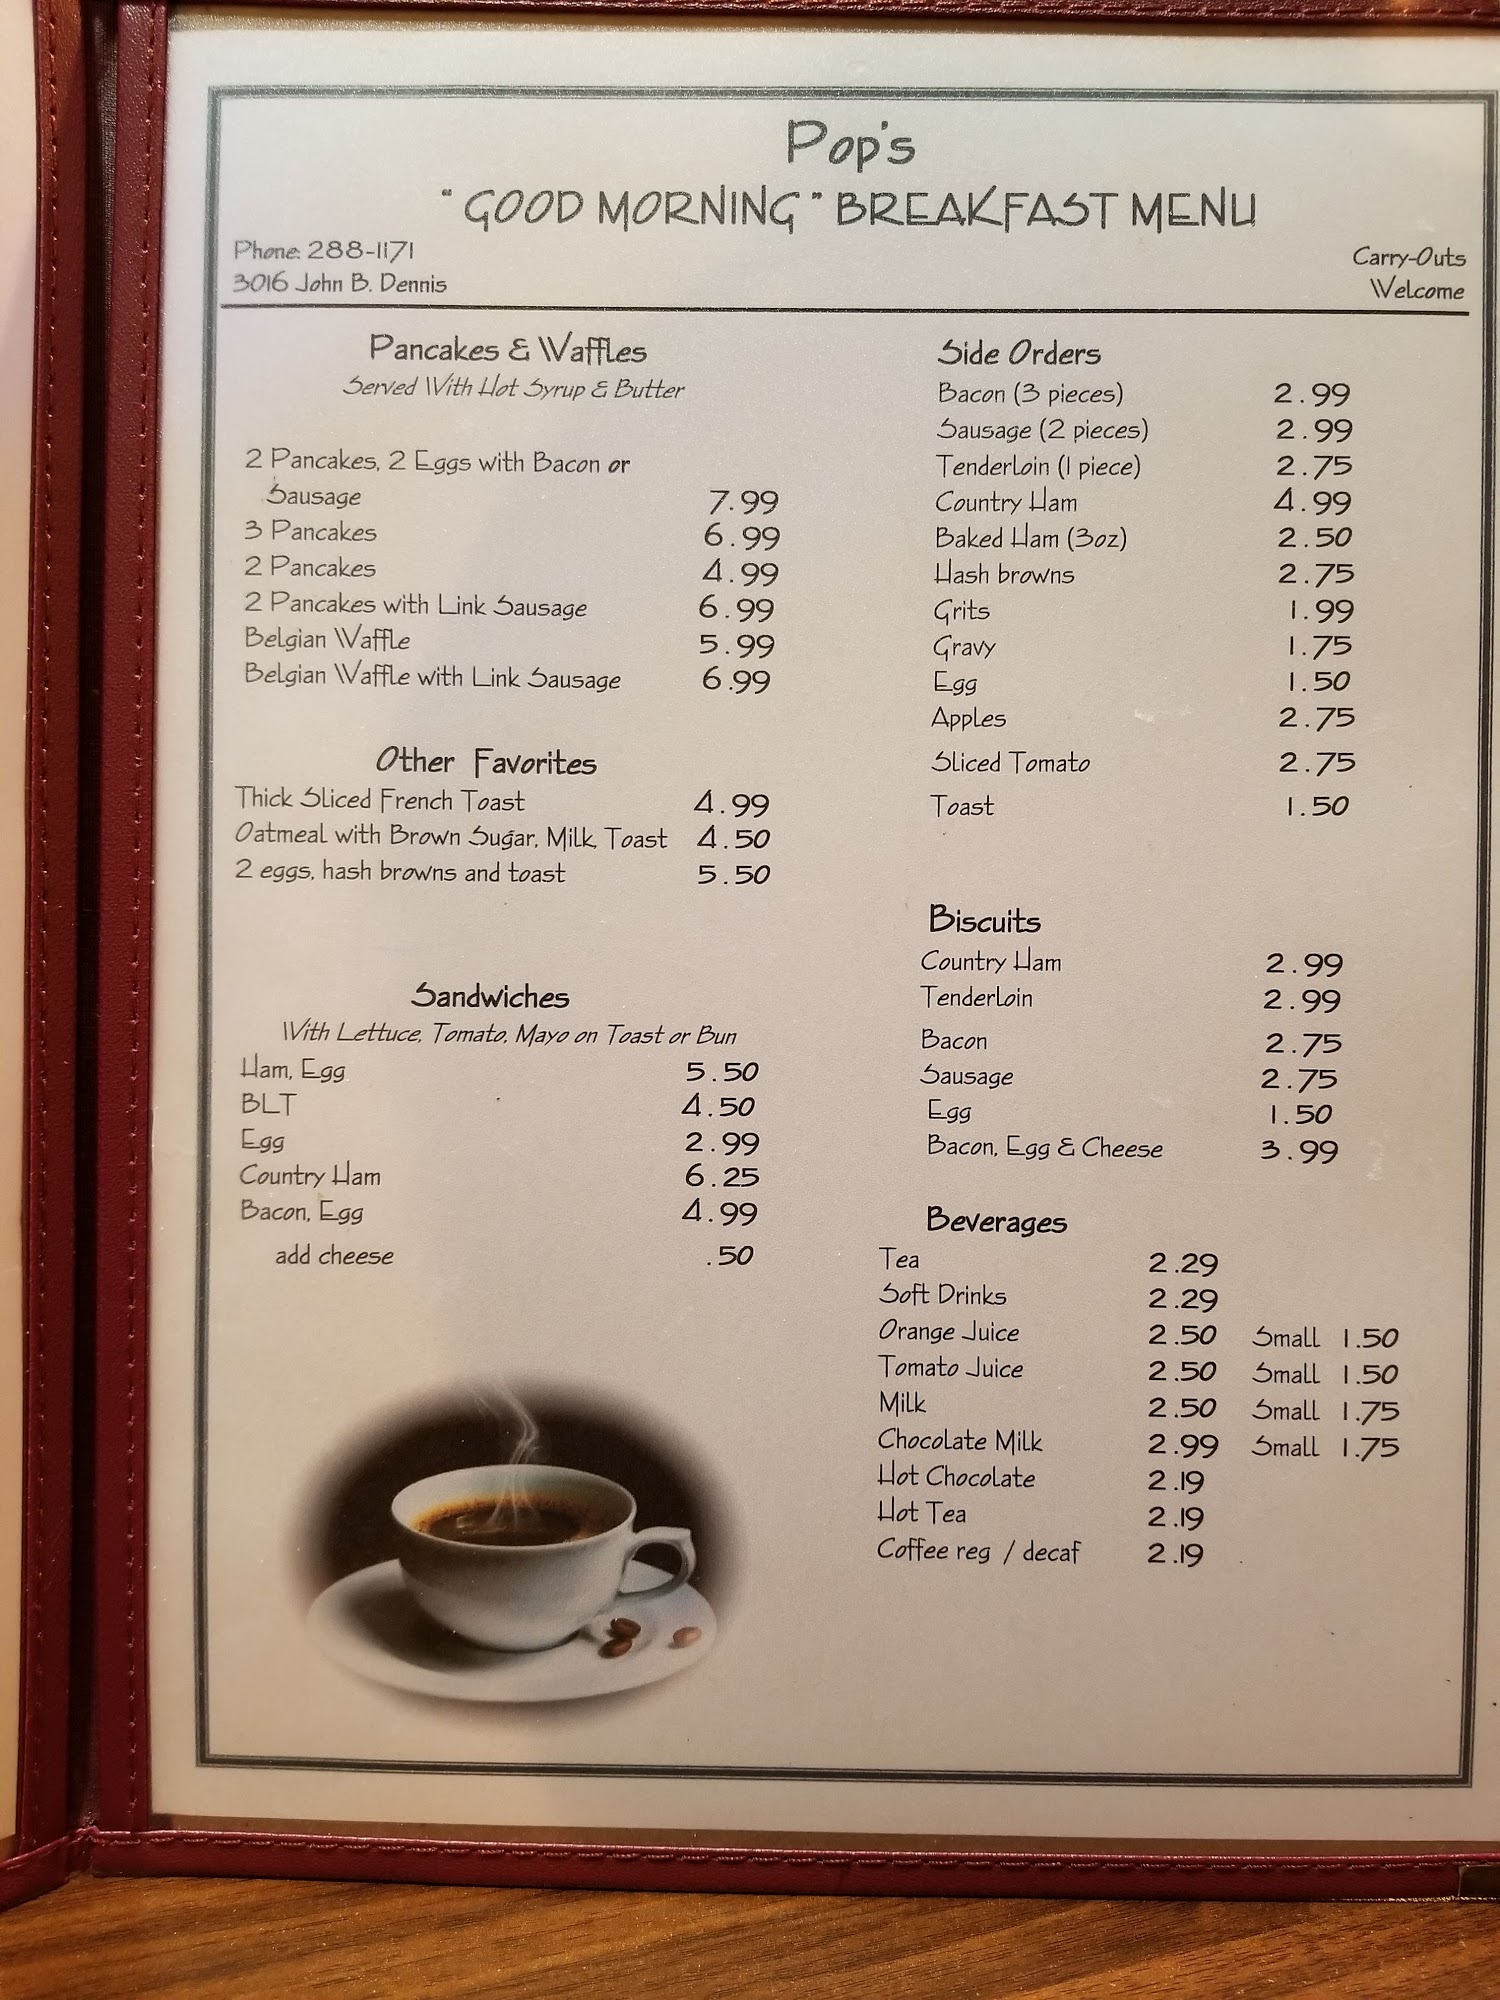 Pop's
"GOOD MORNING" BREAKFAST MENU
Phone: 288-1171
3016 John B. Dennis
Carry-Outs
Welcome
Pancakes & Waffles
Served With Hot Syrup & Butter
2 Pancakes, 2 Eggs with Bacon or
Sausage 7.99
3 Pancakes 6.99
2 Pancakes 4.99
2 Pancakes with Link Sausage 6.99
Belgian Waffle 5.99
Belgian Waffle with Link Sausage 6.99
Other Favorites
Thick Sliced French Toast 4.99
Oatmeal with Brown Sugar, Milk, Toast 4.50
2 eggs, hash browns and toast 5.50
Sandwiches
With Lettuce, Tomato, Mayo on Toast or Bun
Ham, Egg 5.50
BLT 4.50
Egg 2.99
Country Ham 6.25
Bacon, Egg 4.99
add cheese .50
Side Orders
Bacon (3 pieces) 2.99
Sausage (2 pieces) 2.99
Tenderloin (1 piece) 2.75
Country Ham 4.99
Baked Ham (3oz) 2.50
Hash browns 2.75
Grits 1.99
Gravy 1.75
Egg 1.50
Apples 2.75
Sliced Tomato 2.75
Toast 1.50
Biscuits
Country Ham 2.99
Tenderloin 2.99
Bacon 2.75
Sausage 2.75
Egg 1.50
Bacon, Egg & Cheese 3.99
Beverages
Tea 2.29
Soft Drinks 2.29
Orange Juice 2.50 Small 1.50
Tomato Juice 2.50 Small 1.50
Milk 2.50 Small 1.75
Chocolate Milk 2.99 Small 1.75
Hot Chocolate 2.19
Hot Tea 2.19
Coffee reg / decaf 2.19